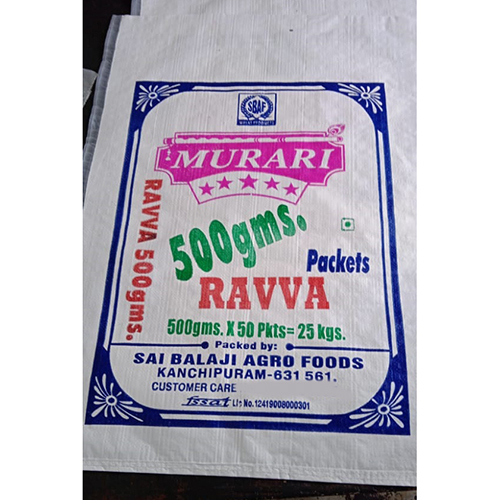 SBAF
MURARI
RAVVA 500gms.
500gms.
Packets
RAVVA
500gms. X 50 Pkts= 25 kgs.
Packed by:
SAI BALAJI AGRO FOODS
KANCHIPURAM-631 561.
CUSTOMER CARE
fssai Lic No.12419008000301